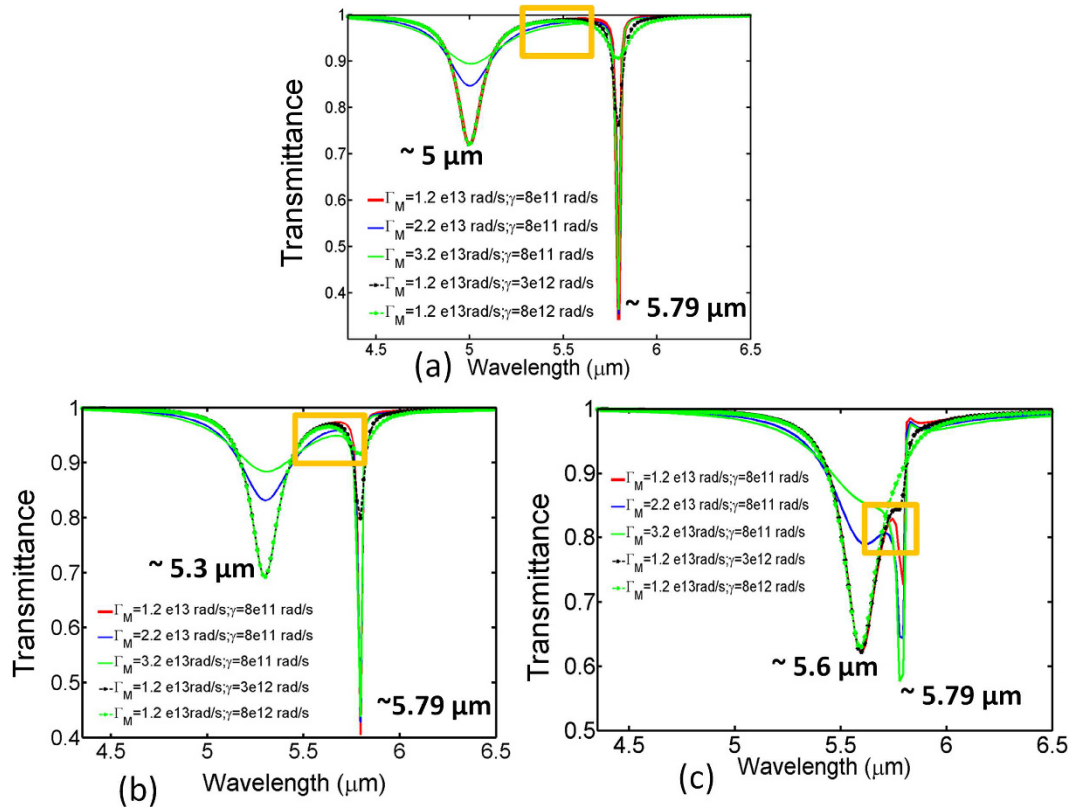 1
0.9
0.8
0.7
0.6
0.5
0.4
Transmittance
~ 5 µm
Γ_M=1.2 e13 rad/s;γ=8e11 rad/s
Γ_M=2.2 e13 rad/s;γ=8e11 rad/s
Γ_M=3.2 e13rad/s;γ=8e11 rad/s
Γ_M=1.2 e13rad/s;γ=3e12 rad/s
Γ_M=1.2 e13rad/s;γ=8e12 rad/s
~ 5.79 µm
4.5 5 5.5 6 6.5
(a) Wavelength (μm)
1
0.9
0.8
0.7
0.6
0.5
0.4
Transmittance
~ 5.3 µm
Γ_M=1.2 e13 rad/s;γ=8e11 rad/s
Γ_M=2.2 e13 rad/s;γ=8e11 rad/s
Γ_M=3.2 e13rad/s;γ=8e11 rad/s
Γ_M=1.2 e13rad/s;γ=3e12 rad/s
Γ_M=1.2 e13rad/s;γ=8e12 rad/s
~5.79 µm
4.5 5 5.5 6 6.5
(b) Wavelength (μm)
1
0.9
0.8
0.7
0.6
0.5
Transmittance
Γ_M=1.2 e13 rad/s;γ=8e11 rad/s
Γ_M=2.2 e13 rad/s;γ=8e11 rad/s
Γ_M=3.2 e13rad/s;γ=8e11 rad/s
Γ_M=1.2 e13rad/s;γ=3e12 rad/s
Γ_M=1.2 e13rad/s;γ=8e12 rad/s
~ 5.6 µm
~ 5.79 µm
4.5 5 5.5 6 6.5
Wavelength (μm) (c)